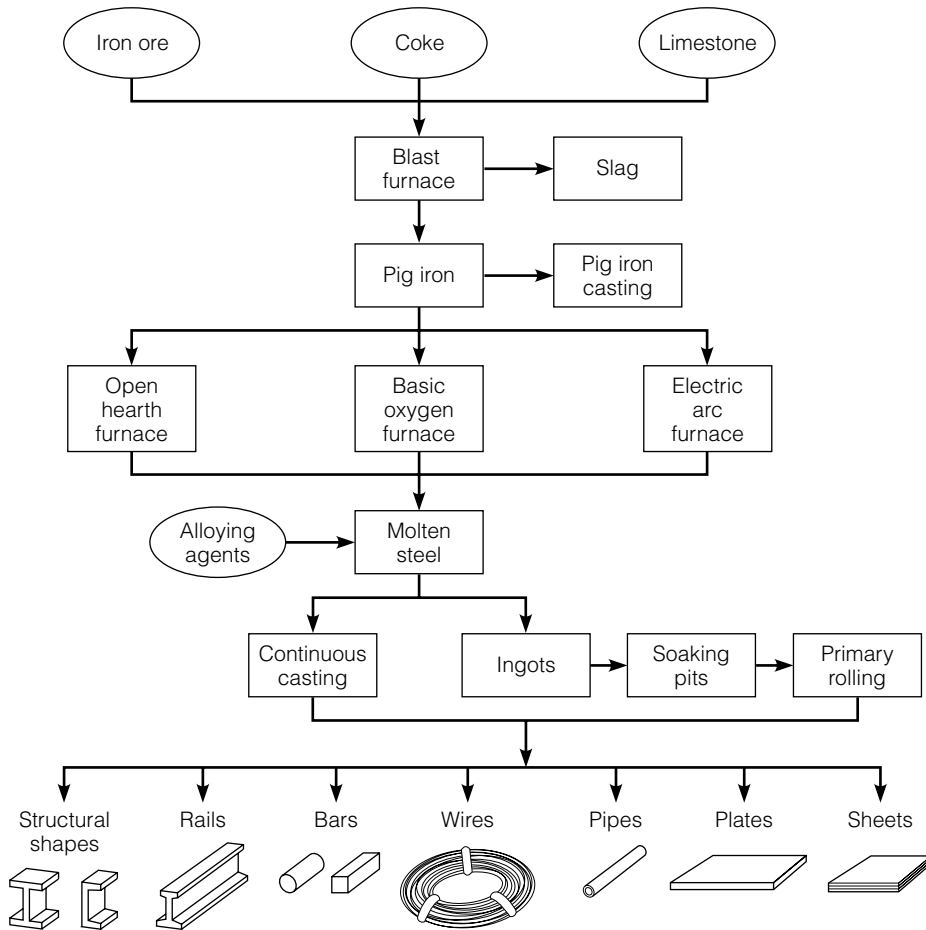 Iron ore
Coke
Limestone
Blast
furnace
Slag
Pig iron
Pig iron
casting
Open
hearth
furnace
Basic
oxygen
furnace
Electric
arc
furnace
Alloying
agents
Molten
steel
Continuous
casting
Ingots
Soaking
pits
Primary
rolling
Structural
shapes
Rails
Bars
Wires
Pipes
Plates
Sheets